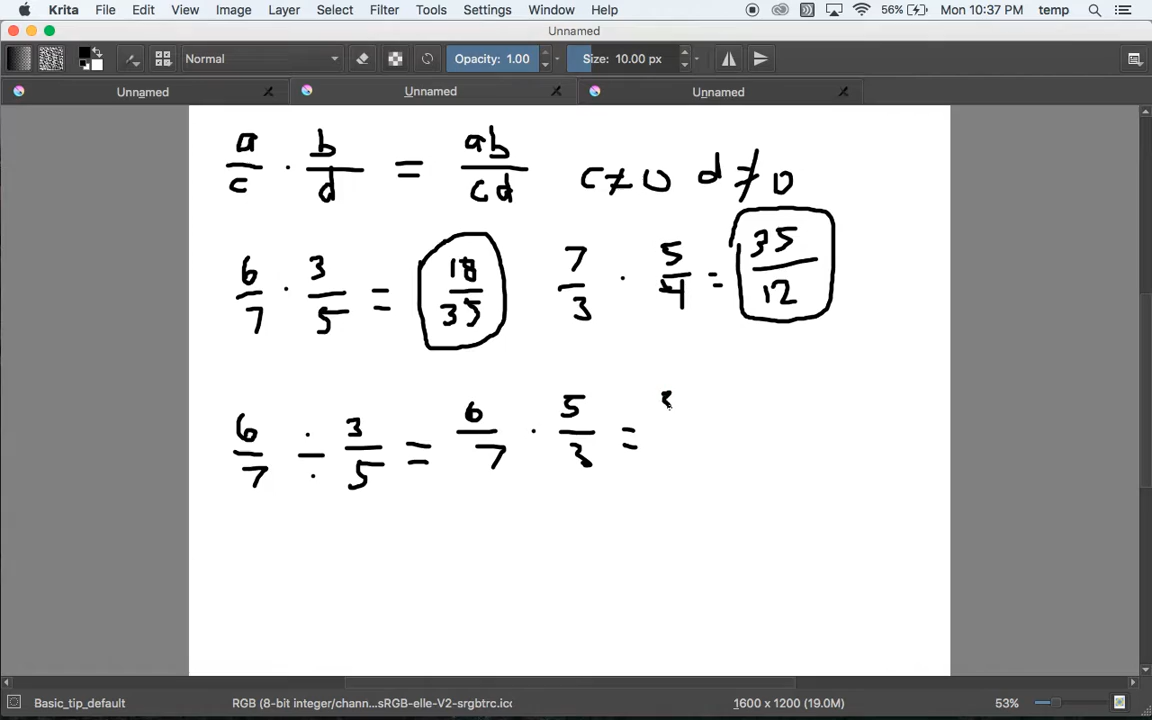 Krita File Edit View Image Layer Select Filter Tools Settings Window Help 56% Mon 10:37 PM temp
Unnamed
Normal Opacity: 1.00 Size: 10.00 px
Unnamed Unnamed Unnamed
a/c · b/d = ab/cd c≠0 d≠0
6/7 · 3/5 = 18/35 7/3 · 5/4 = 35/12
6/7 ÷ 3/5 = 6/7 · 5/3 =
Basic_tip_default RGB (8-bit integer/chann...sRGB-elle-V2-srgbtrc.icc 1600 x 1200 (19.0M) 53%